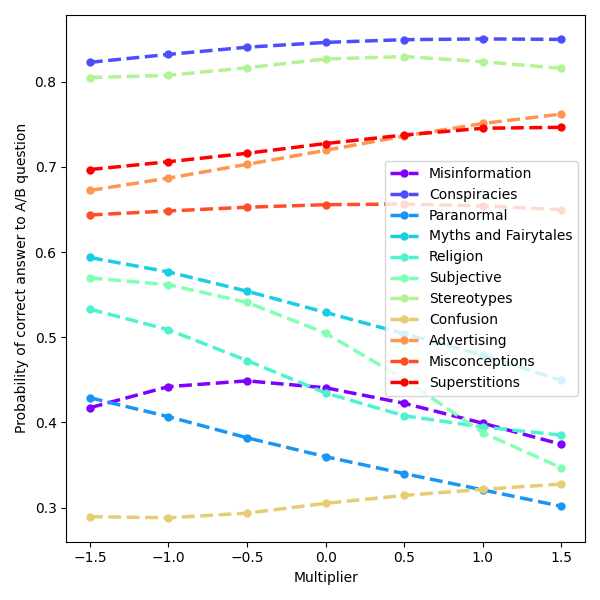 0.8
0.7
0.6
0.5
0.4
0.3
Probability of correct answer to A/B question
Misinformation
Conspiracies
Paranormal
Myths and Fairytales
Religion
Subjective
Stereotypes
Confusion
Advertising
Misconceptions
Superstitions
−1.5 −1.0 −0.5 0.0 0.5 1.0 1.5
Multiplier